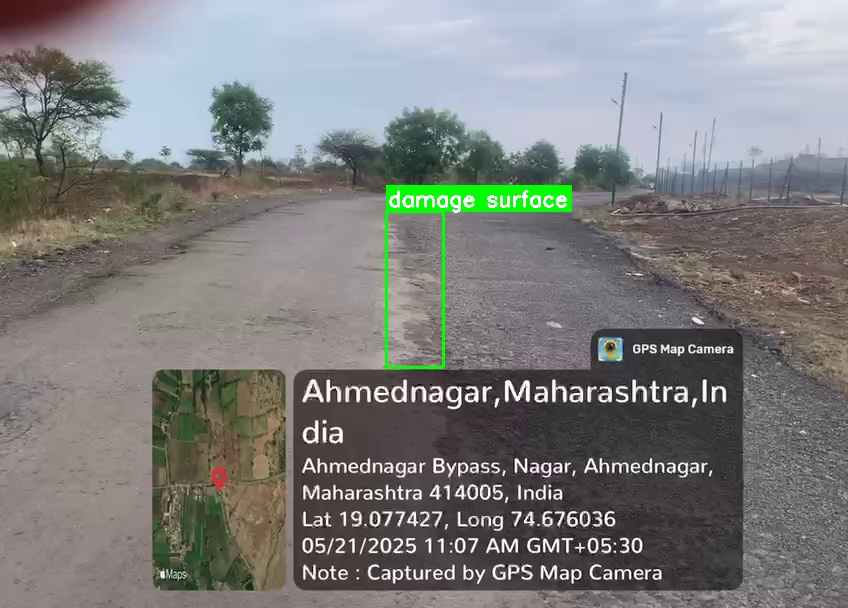 damage surface
GPS Map Camera
Ahmednagar,Maharashtra,In
dia
Ahmednagar Bypass, Nagar, Ahmednagar,
Maharashtra 414005, India
Lat 19.077427, Long 74.676036
05/21/2025 11:07 AM GMT+05:30
Note : Captured by GPS Map Camera
Maps